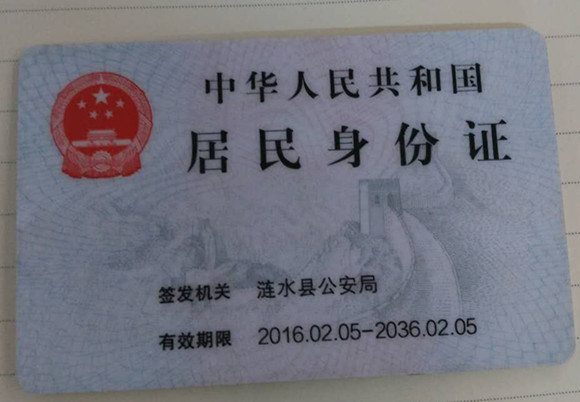 中华人民共和国
居民身份证
签发机关 涟水县公安局
有效期限 2016.02.05-2036.02.05